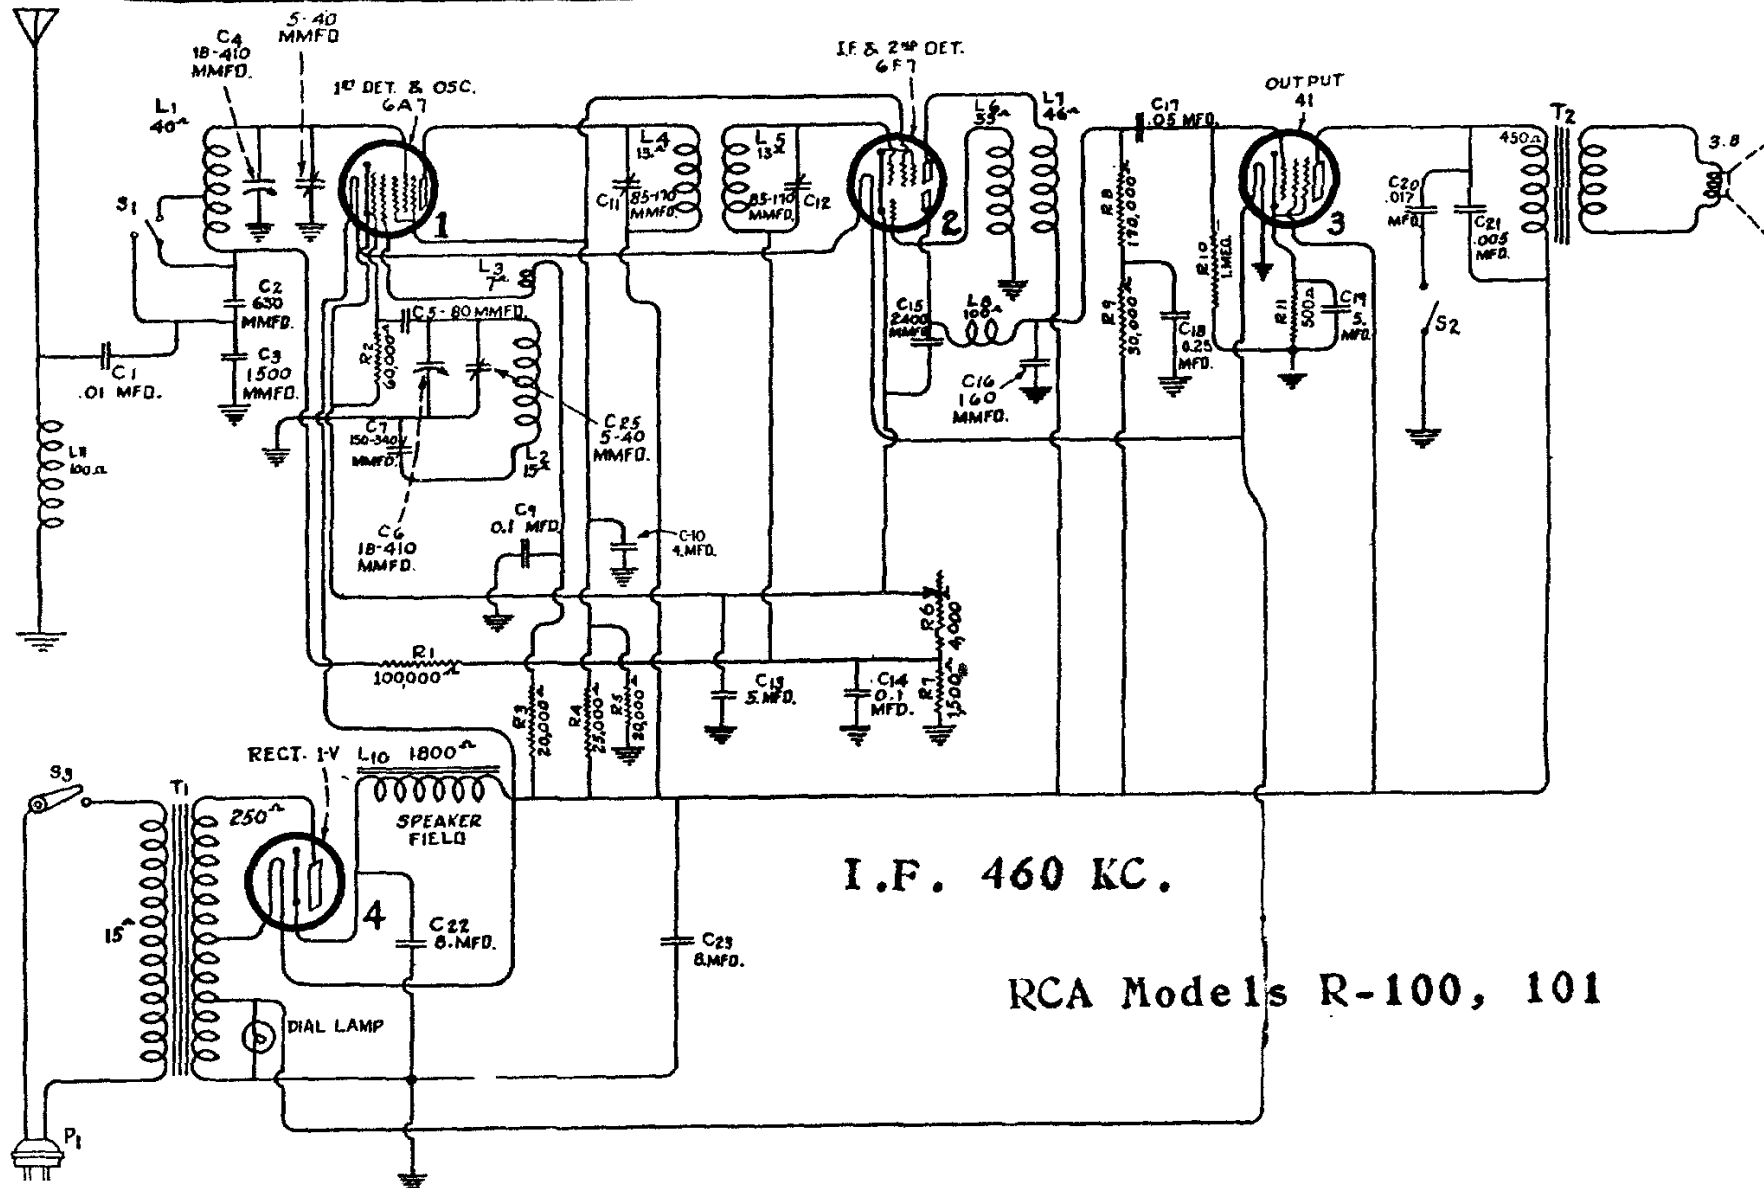 5-40
MMFD
C4
18-410
MMFD.
L1
40Ω
1ST DET. & OSC.
6A7
I.F. & 2ND DET.
6F7
OUTPUT
41
L4
13Ω
L5
13Ω
L6
35Ω
L7
46Ω
C17
.05 MFD.
T2
450Ω
3.8
S1
C11
85-170
MMFD.
85-170
MMFD.
C12
1
2
3
R8
170,000Ω
R10
1.MEG.
C20
.017
MFD.
C21
.005
MFD.
C2
650
MMFD.
C3
1500
MMFD.
C1
.01 MFD.
L3
7Ω
C5-80 MMFD.
R2
60,000Ω
C15
2400
MMFD.
L8
100Ω
R9
30,000Ω
C18
0.25
MFD.
R11
500Ω
C19
5.
MFD.
S2
C16
160
MMFD.
C7
150-340
MMFD.
C25
5-40
MMFD.
L2
15Ω
L11
100Ω
C6
18-410
MMFD.
C9
0.1 MFD.
C-10
4.MFD.
R6
4,000
R1
100,000Ω
R3
20,000Ω
R4
25,000Ω
R5
20,000Ω
C13
5.MFD.
C14
0.1
MFD.
R7
1,500Ω
RECT. 1-V
L10 1800Ω
S3
T1
250Ω
SPEAKER
FIELD
4
15Ω
C22
8.MFD.
C23
8.MFD.
I.F. 460 KC.
RCA Models R-100, 101
DIAL LAMP
P1